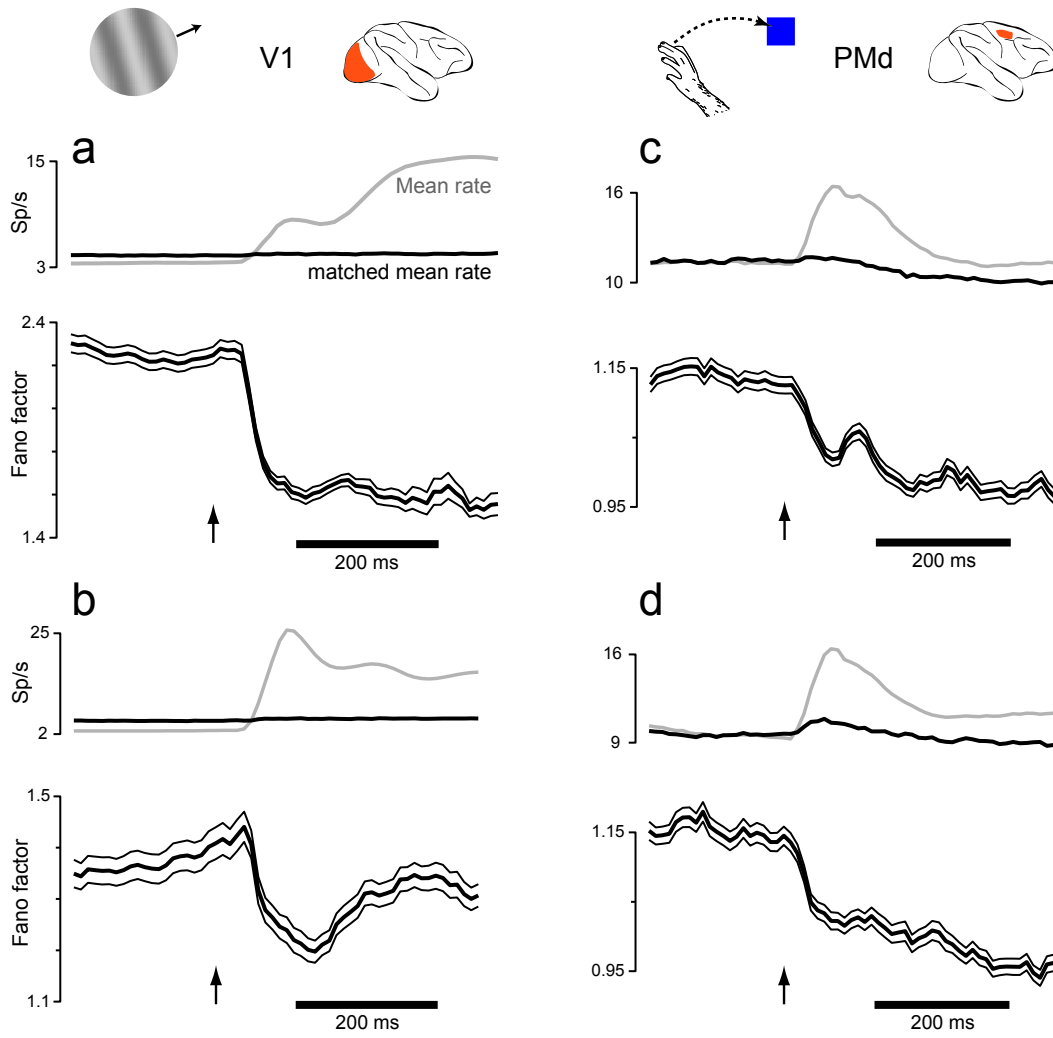 V1
PMd
a
15
Sp/s
3
Mean rate
matched mean rate
2.4
Fano factor
1.4
200 ms
b
25
Sp/s
2
1.5
Fano factor
1.1
200 ms
c
16
10
1.15
0.95
200 ms
d
16
9
1.15
0.95
200 ms